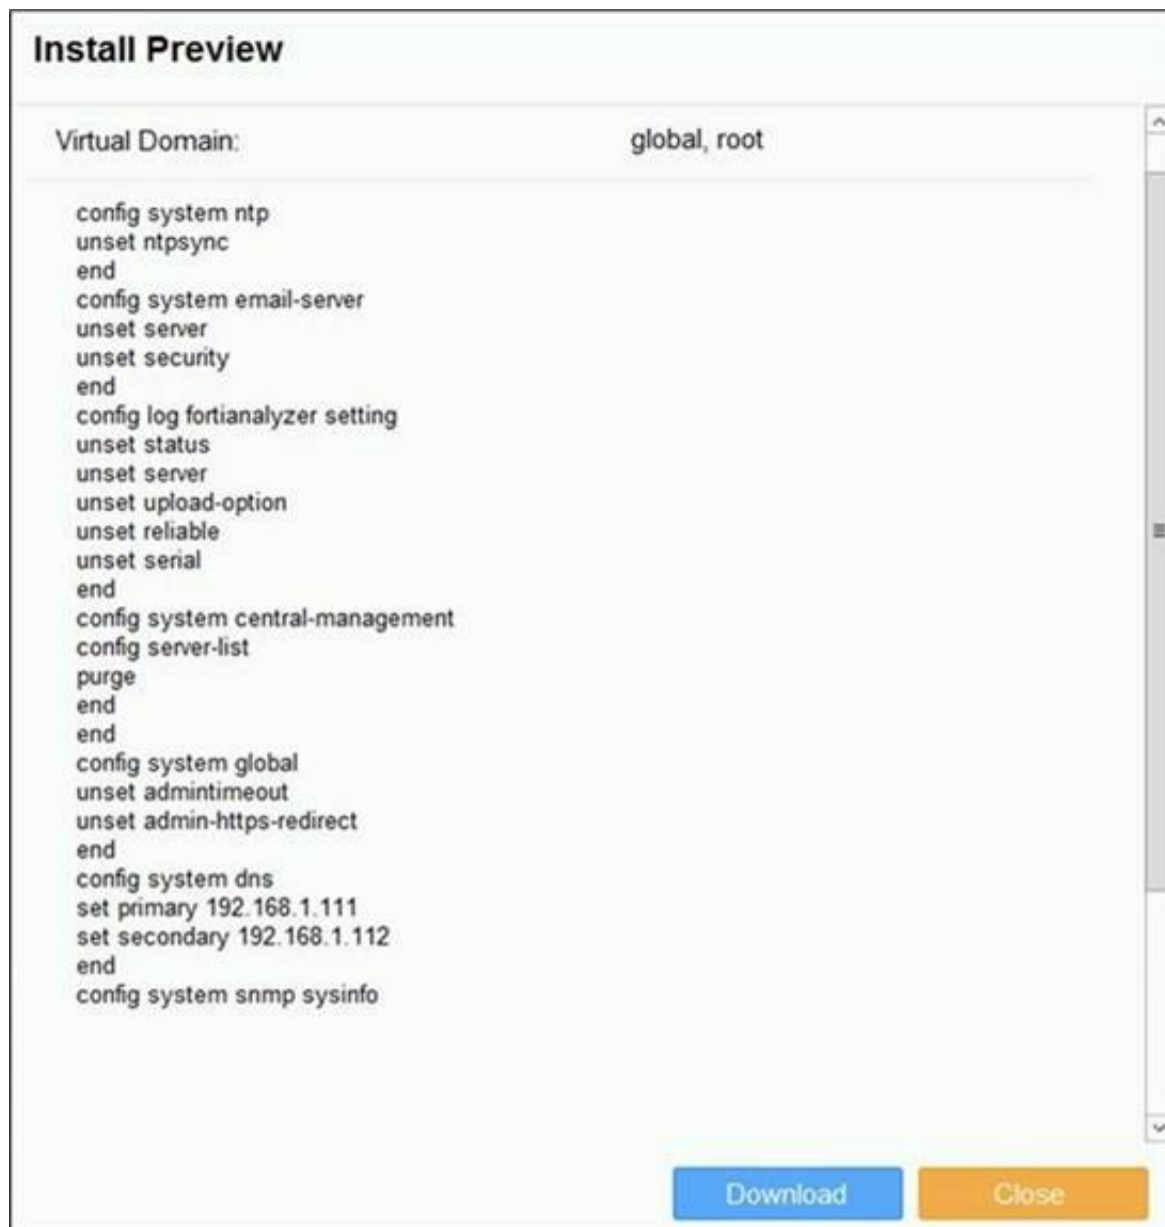 Install Preview
Virtual Domain: global, root
config system ntp
unset ntpsync
end
config system email-server
unset server
unset security
end
config log fortianalyzer setting
unset status
unset server
unset upload-option
unset reliable
unset serial
end
config system central-management
config server-list
purge
end
end
config system global
unset admintimeout
unset admin-https-redirect
end
config system dns
set primary 192.168.1.111
set secondary 192.168.1.112
end
config system snmp sysinfo
Download Close